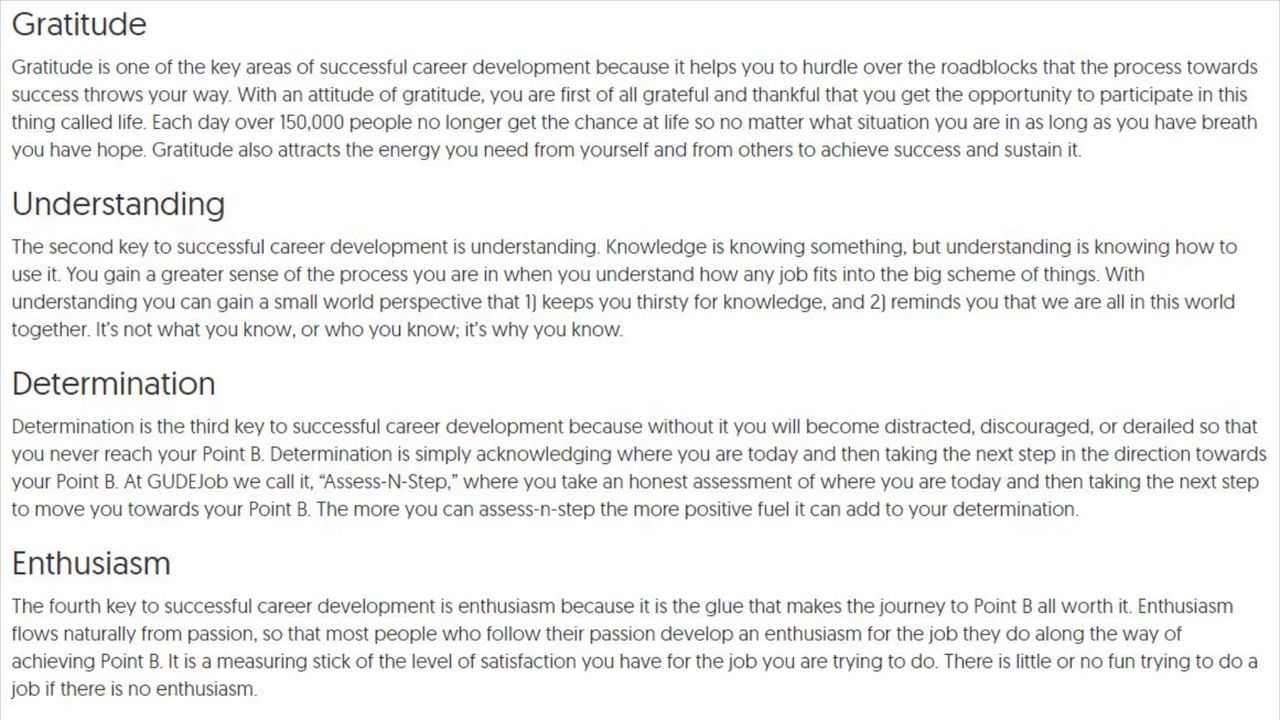 Gratitude
Gratitude is one of the key areas of successful career development because it helps you to hurdle over the roadblocks that the process towards
success throws your way. With an attitude of gratitude, you are first of all grateful and thankful that you get the opportunity to participate in this
thing called life. Each day over 150,000 people no longer get the chance at life so no matter what situation you are in as long as you have breath
you have hope. Gratitude also attracts the energy you need from yourself and from others to achieve success and sustain it.
Understanding
The second key to successful career development is understanding. Knowledge is knowing something, but understanding is knowing how to
use it. You gain a greater sense of the process you are in when you understand how any job fits into the big scheme of things. With
understanding you can gain a small world perspective that 1) keeps you thirsty for knowledge, and 2) reminds you that we are all in this world
together. It’s not what you know, or who you know; it’s why you know.
Determination
Determination is the third key to successful career development because without it you will become distracted, discouraged, or derailed so that
you never reach your Point B. Determination is simply acknowledging where you are today and then taking the next step in the direction towards
your Point B. At GUDEJob we call it, “Assess-N-Step,” where you take an honest assessment of where you are today and then taking the next step
to move you towards your Point B. The more you can assess-n-step the more positive fuel it can add to your determination.
Enthusiasm
The fourth key to successful career development is enthusiasm because it is the glue that makes the journey to Point B all worth it. Enthusiasm
flows naturally from passion, so that most people who follow their passion develop an enthusiasm for the job they do along the way of
achieving Point B. It is a measuring stick of the level of satisfaction you have for the job you are trying to do. There is little or no fun trying to do a
job if there is no enthusiasm.